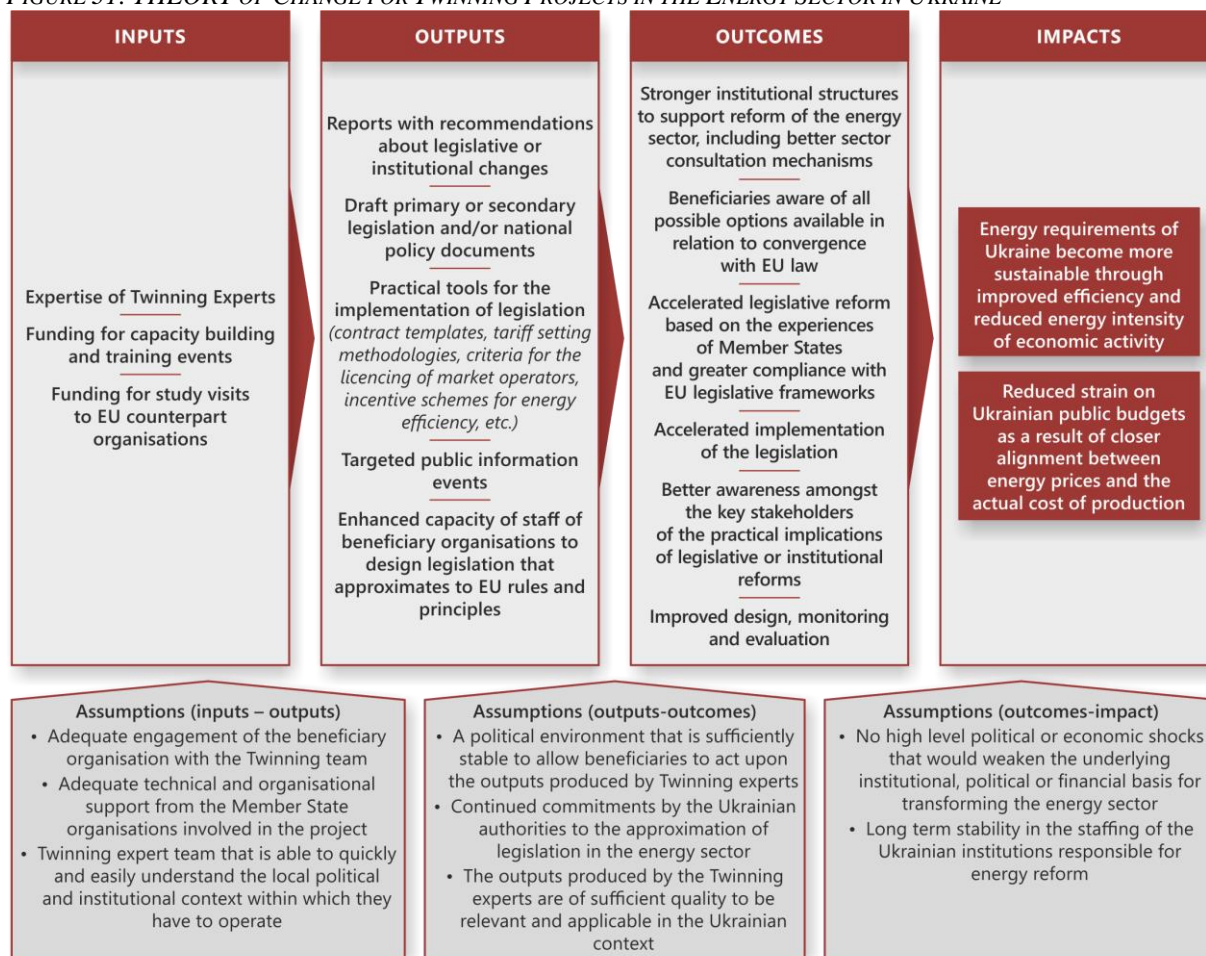 FIGURE 31: THEORY OF CHANGE FOR TWINNING PROJECTS IN THE ENERGY SECTOR IN UKRAINE
INPUTS
Expertise of Twinning Experts
Funding for capacity building
and training events
Funding for study visits
to EU counterpart
organisations
OUTPUTS
Reports with recommendations
about legislative or
institutional changes
Draft primary or secondary
legislation and/or national
policy documents
Practical tools for the
implementation of legislation
(contract templates, tariff setting
methodologies, criteria for the
licencing of market operators,
incentive schemes for energy
efficiency, etc.)
Targeted public information
events
Enhanced capacity of staff of
beneficiary organisations to
design legislation that
approximates to EU rules and
principles
OUTCOMES
Stronger institutional structures
to support reform of the energy
sector, including better sector
consultation mechanisms
Beneficiaries aware of all
possible options available in
relation to convergence
with EU law
Accelerated legislative reform
based on the experiences
of Member States
and greater compliance with
EU legislative frameworks
Accelerated implementation
of the legislation
Better awareness amongst
the key stakeholders
of the practical implications
of legislative or institutional
reforms
Improved design, monitoring
and evaluation
IMPACTS
Energy requirements of
Ukraine become more
sustainable through
improved efficiency and
reduced energy intensity
of economic activity
Reduced strain on
Ukrainian public budgets
as a result of closer
alignment between
energy prices and the
actual cost of production
Assumptions (inputs – outputs)
• Adequate engagement of the beneficiary
organisation with the Twinning team
• Adequate technical and organisational
support from the Member State
organisations involved in the project
• Twinning expert team that is able to quickly
and easily understand the local political
and institutional context within which they
have to operate
Assumptions (outputs-outcomes)
• A political environment that is sufficiently
stable to allow beneficiaries to act upon
the outputs produced by Twinning experts
• Continued commitments by the Ukrainian
authorities to the approximation of
legislation in the energy sector
• The outputs produced by the Twinning
experts are of sufficient quality to be
relevant and applicable in the Ukrainian
context
Assumptions (outcomes-impact)
• No high level political or economic shocks
that would weaken the underlying
institutional, political or financial basis for
transforming the energy sector
• Long term stability in the staffing of the
Ukrainian institutions responsible for
energy reform